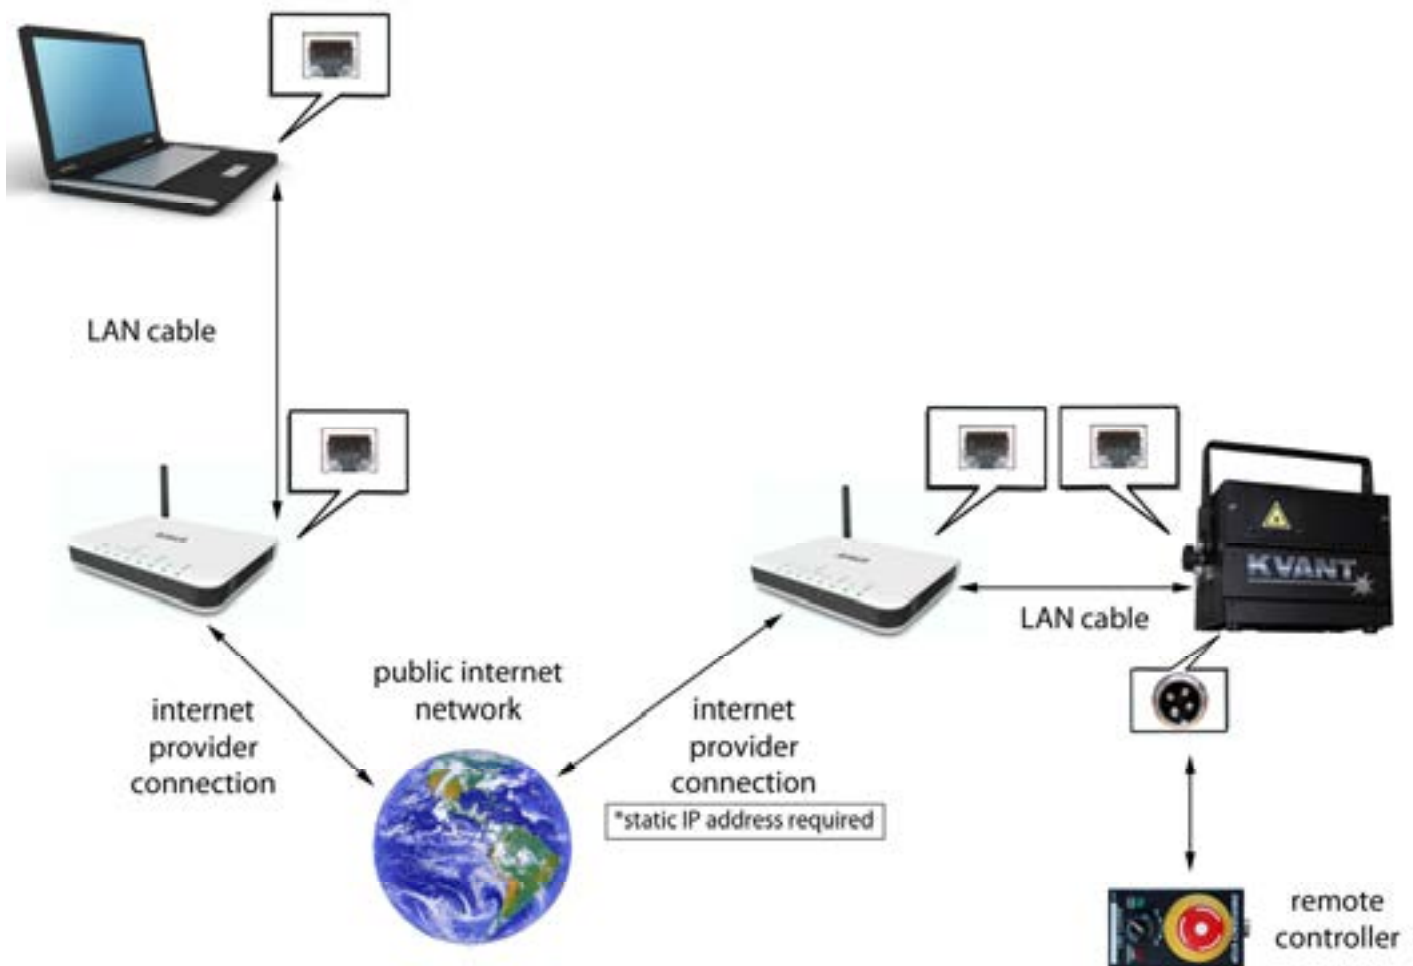 LAN cable
KVANT
LAN cable
public internet
network
internet
provider
connection
internet
provider
connection
*static IP address required
remote
controller